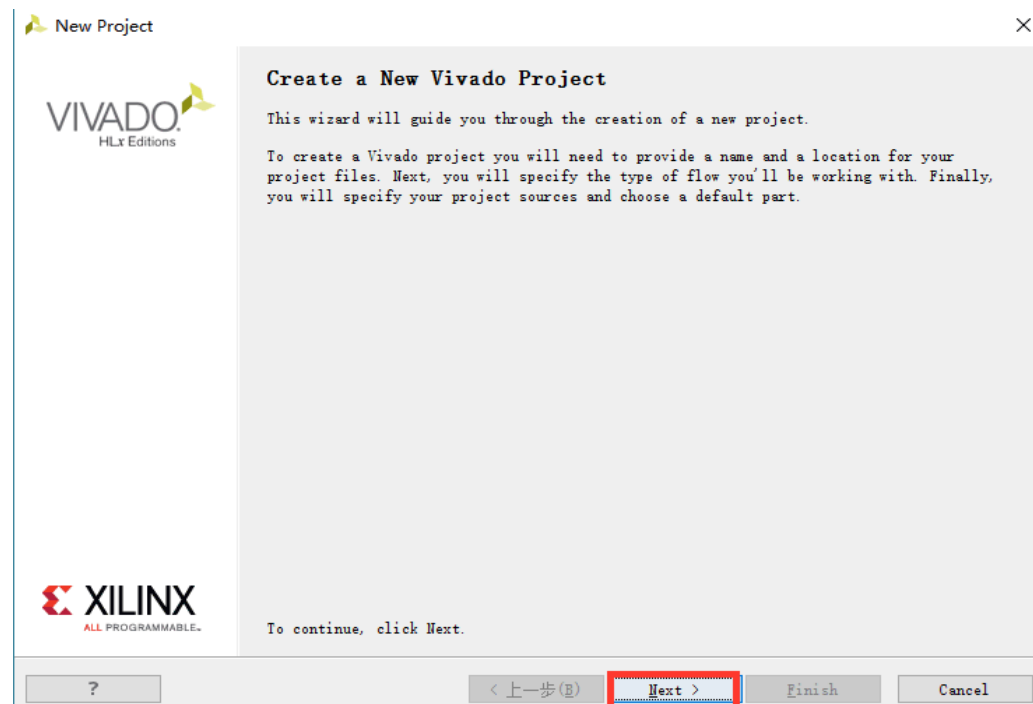 New Project
VIVADO.
HLx Editions
Create a New Vivado Project
This wizard will guide you through the creation of a new project.
To create a Vivado project you will need to provide a name and a location for your
project files. Next, you will specify the type of flow you'll be working with. Finally,
you will specify your project sources and choose a default part.
XILINX
ALL PROGRAMMABLE.
To continue, click Next.
?
< 上一步(B)
Next >
Finish
Cancel